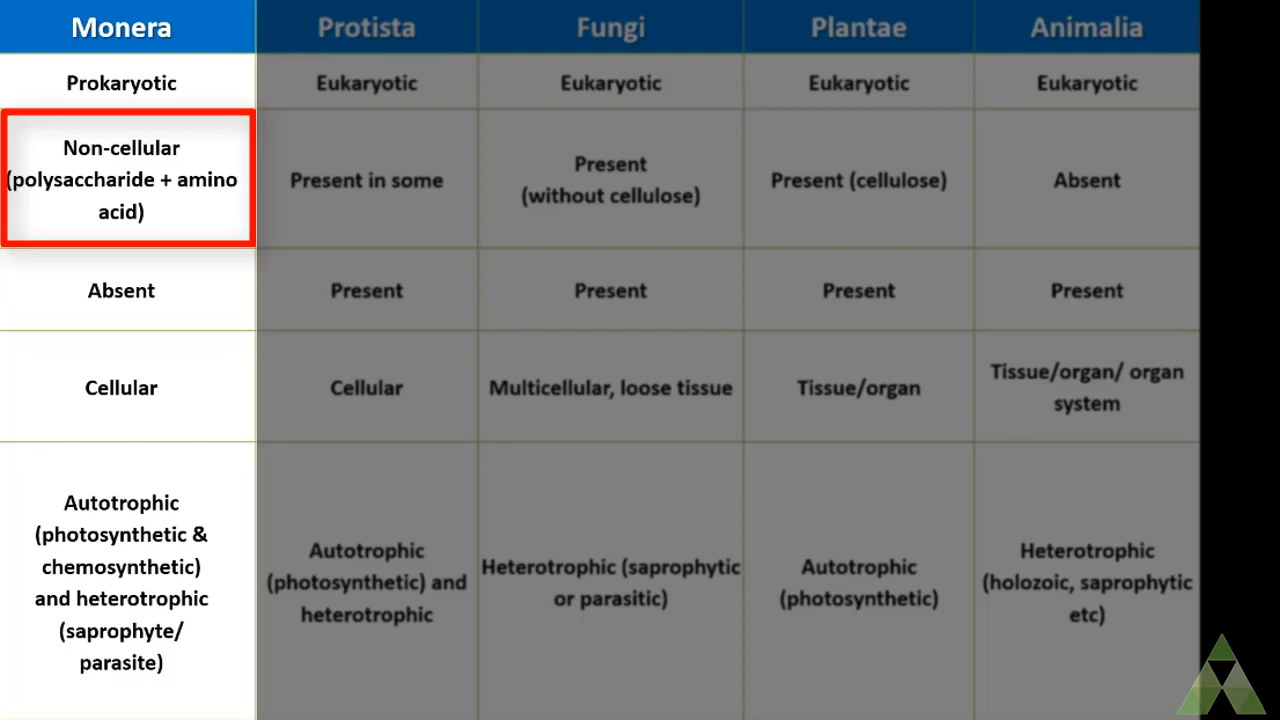 Monera Protista Fungi Plantae Animalia
Prokaryotic Eukaryotic Eukaryotic Eukaryotic Eukaryotic
Non-cellular
(polysaccharide + amino
acid)
Present in some
Present
(without cellulose)
Present (cellulose)
Absent
Absent Present Present Present Present
Cellular
Cellular
Multicellular, loose tissue
Tissue/organ
Tissue/organ/ organ
system
Autotrophic
(photosynthetic &
chemosynthetic)
and heterotrophic
(saprophyte/
parasite)
Autotrophic
(photosynthetic) and
heterotrophic
Heterotrophic (saprophytic
or parasitic)
Autotrophic
(photosynthetic)
Heterotrophic
(holozoic, saprophytic
etc)